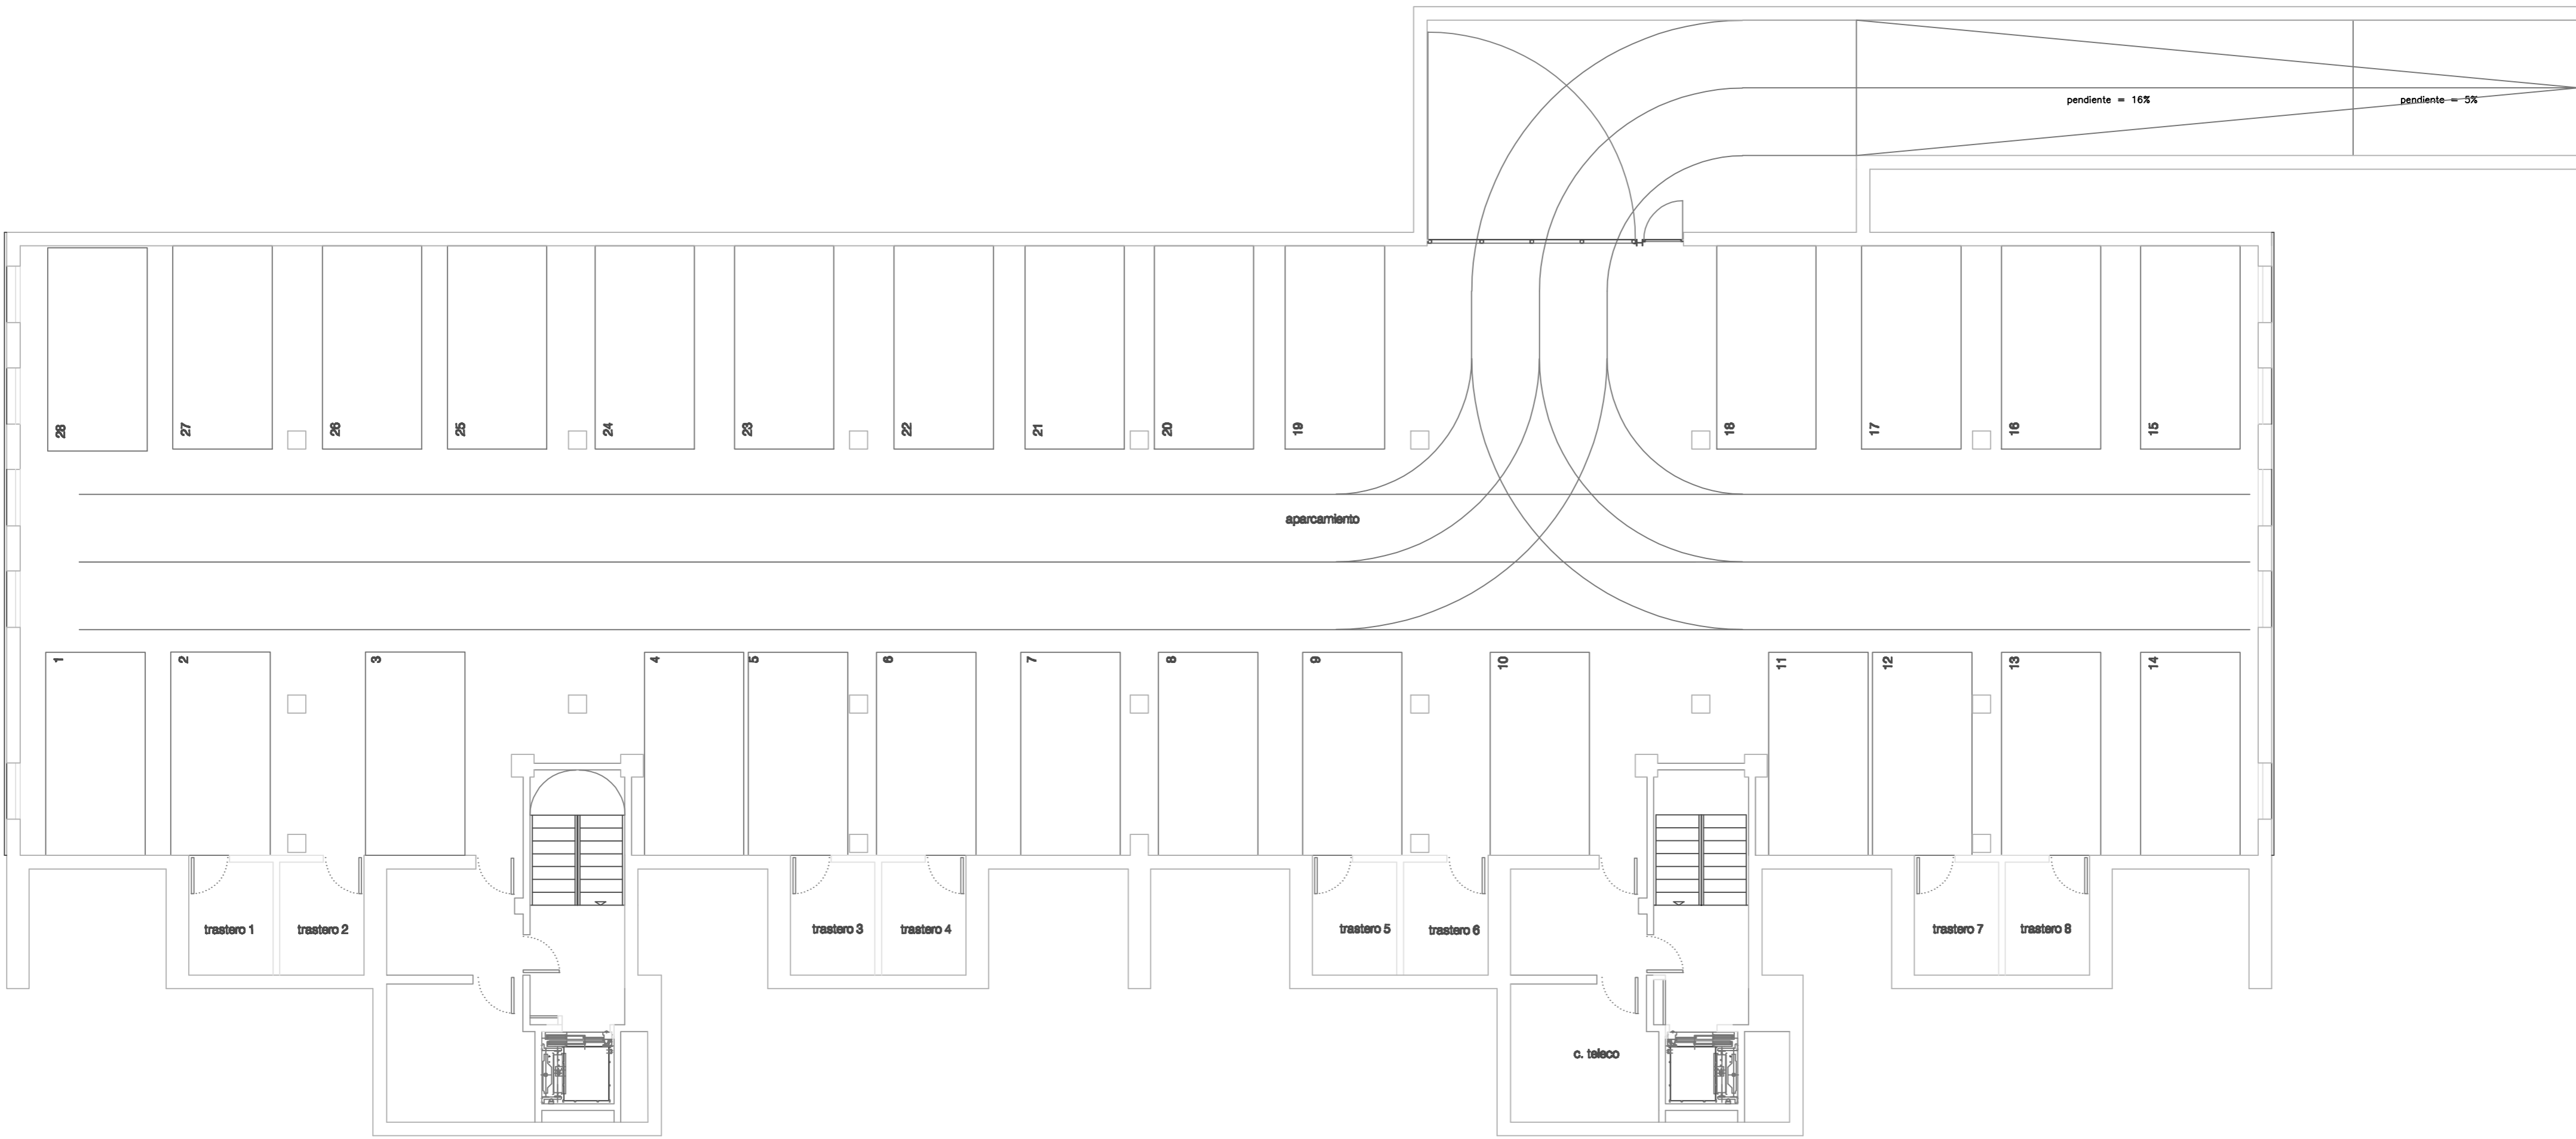 pendiente = 16%
pendiente = 5%
28
27
26
25
24
23
22
21
20
19
18
17
16
15
aparcamiento
1
2
3
4
5
6
7
8
9
10
11
12
13
14
trastero 1
trastero 2
trastero 3
trastero 4
trastero 5
trastero 6
trastero 7
trastero 8
c. teleco